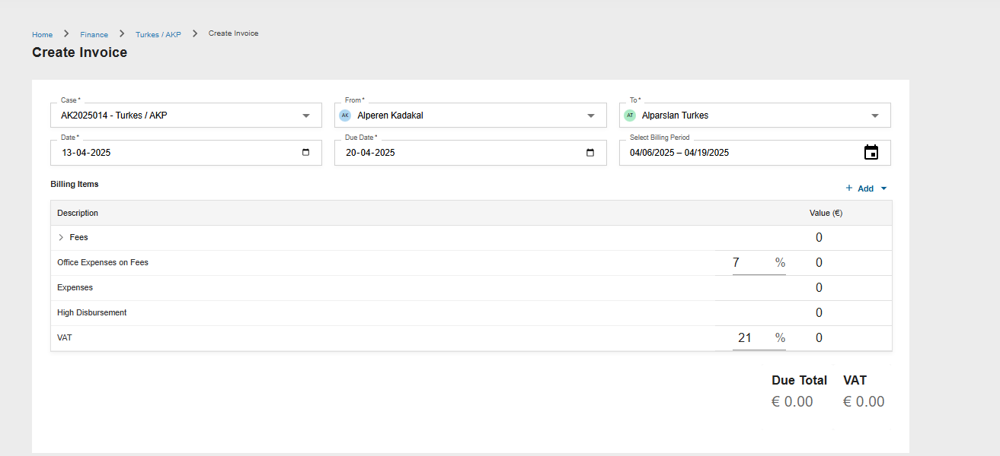 Home > Finance > Turkes / AKP > Create Invoice
Create Invoice
Case * From * To *
AK2025014 - Turkes / AKP AK Alperen Kadakal AT Alparslan Turkes
Date * Due Date * Select Billing Period
13-04-2025 20-04-2025 04/06/2025 – 04/19/2025
Billing Items + Add
Description Value (€)
> Fees 0
Office Expenses on Fees 7 % 0
Expenses 0
High Disbursement 0
VAT 21 % 0
Due Total VAT
€ 0.00 € 0.00